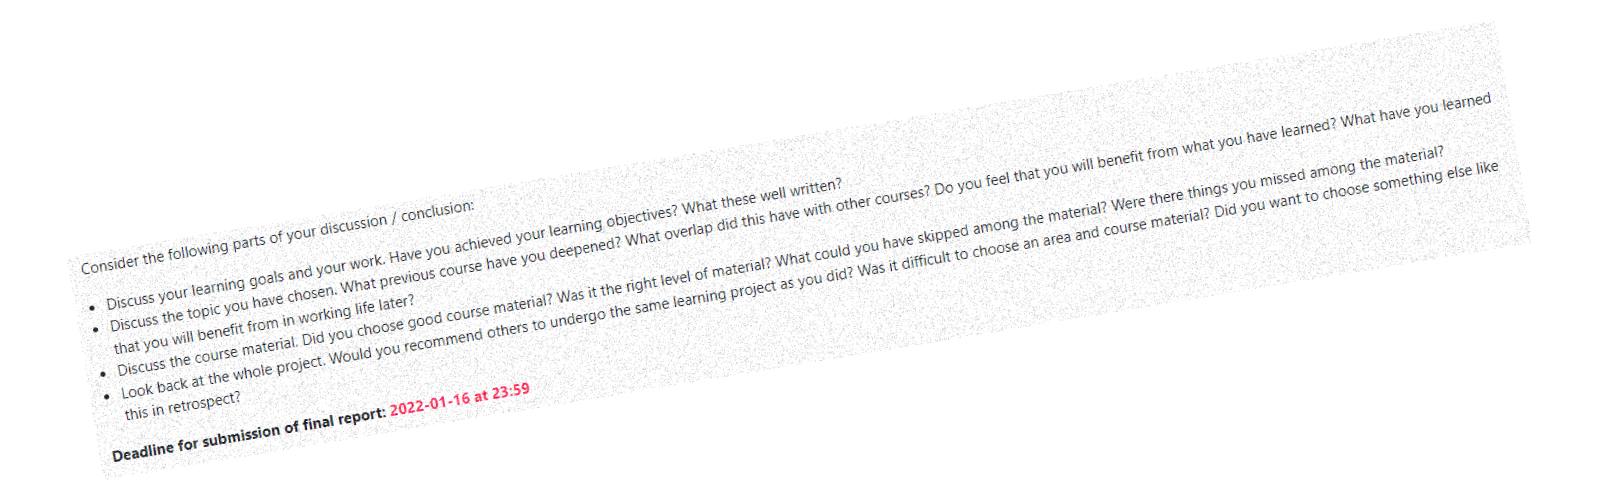 Consider the following parts of your discussion / conclusion:
• Discuss your learning goals and your work. Have you achieved your learning objectives? What these well written?
• Discuss the topic you have chosen. What previous course have you deepened? What overlap did this have with other courses? Do you feel that you will benefit from what you have learned? What have you learned
that you will benefit from in working life later?
• Discuss the course material. Did you choose good course material? Was it the right level of material? What could you have skipped among the material? Were there things you missed among the material?
• Look back at the whole project. Would you recommend others to undergo the same learning project as you did? Was it difficult to choose an area and course material? Did you want to choose something else like
this in retrospect?
Deadline for submission of final report: 2022-01-16 at 23:59